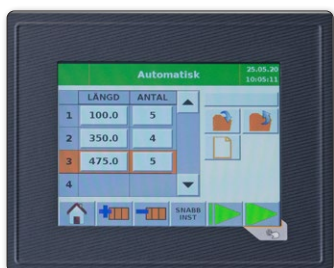 Automatisk
25.05.20
10:05:11
LÄNGD ANTAL
1 100.0 5
2 350.0 4
3 475.0 5
4
SNABB
INST